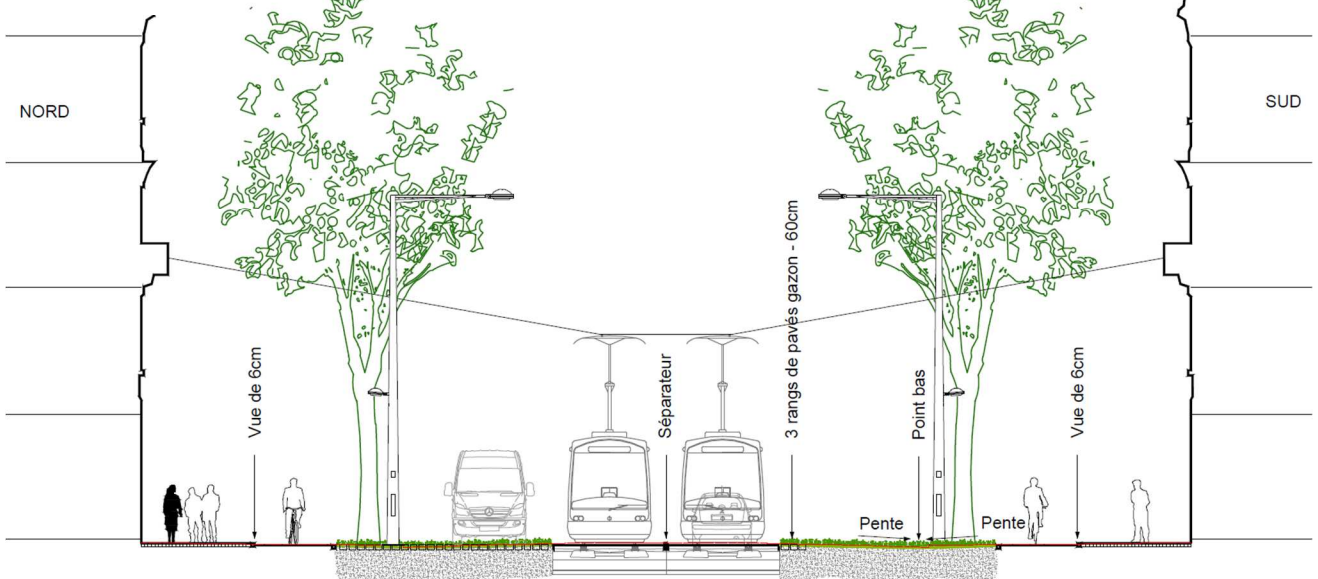 NORD
SUD
Vue de 6cm
Séparateur
3 rangs de pavés gazon - 60cm
Point bas
Vue de 6cm
Pente
Pente